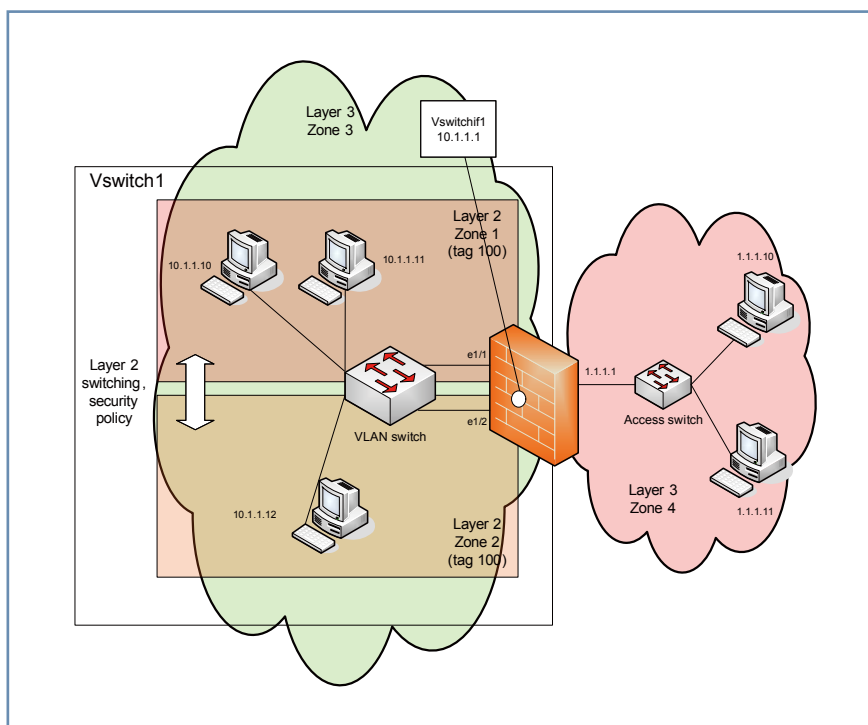 Layer 3
Zone 3
Vswitchif1
10.1.1.1
Vswitch1
Layer 2
Zone 1
(tag 100)
10.1.1.10
10.1.1.11
1.1.1.10
Layer 2
switching,
security
policy
e1/1
1.1.1.1
VLAN switch
e1/2
Access switch
10.1.1.12
Layer 2
Zone 2
(tag 100)
Layer 3
Zone 4
1.1.1.11